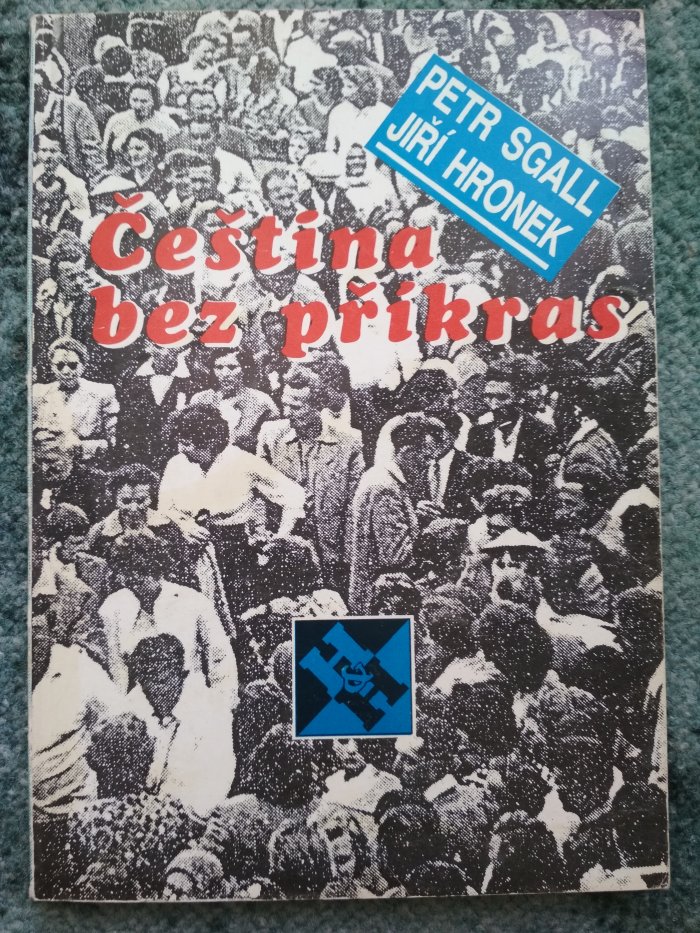 PETR SGALL
JIŘÍ HRONEK
Čeština
bez příkras
H&H